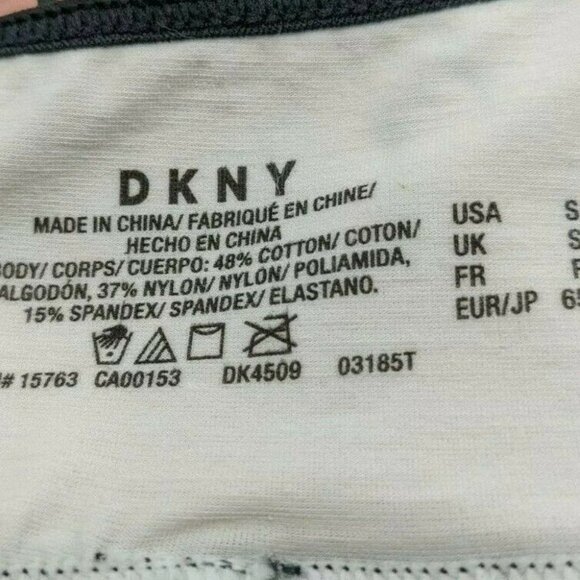 DKNY
MADE IN CHINA/ FABRIQUÉ EN CHINE/
HECHO EN CHINA
BODY/ CORPS/ CUERPO: 48% COTTON/ COTON/
ALGODÓN, 37% NYLON/ NYLON/ POLIAMIDA,
15% SPANDEX/ SPANDEX/ ELASTANO.
# 15763 CA00153 DK4509 03185T
USA S
UK S
FR
EUR/JP 65